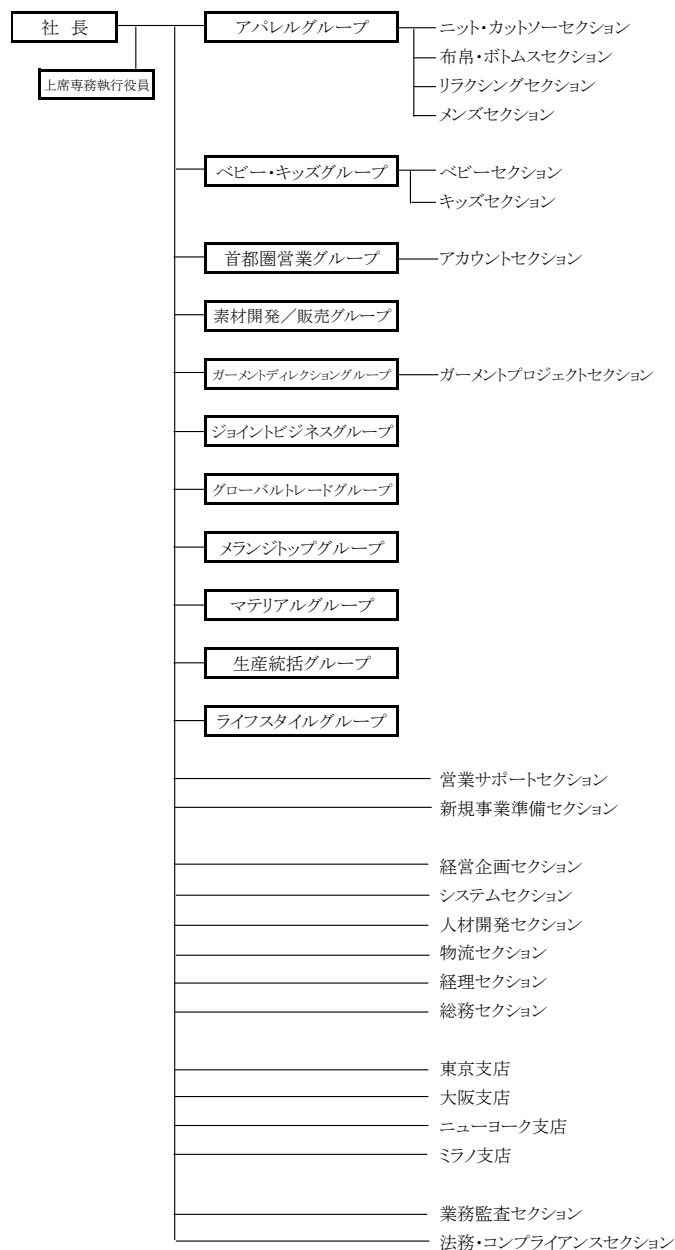 社 長
アパレルグループ
ニット・カットソーセクション
上席専務執行役員
布帛・ボトムスセクション
リラクシングセクション
メンズセクション
ベビー・キッズグループ
ベビーセクション
キッズセクション
首都圏営業グループ
アカウントセクション
素材開発／販売グループ
ガーメントディレクショングループ
ガーメントプロジェクトセクション
ジョイントビジネスグループ
グローバルトレードグループ
メランジトップグループ
マテリアルグループ
生産統括グループ
ライフスタイルグループ
営業サポートセクション
新規事業準備セクション
経営企画セクション
システムセクション
人材開発セクション
物流セクション
経理セクション
総務セクション
東京支店
大阪支店
ニューヨーク支店
ミラノ支店
業務監査セクション
法務・コンプライアンスセクション